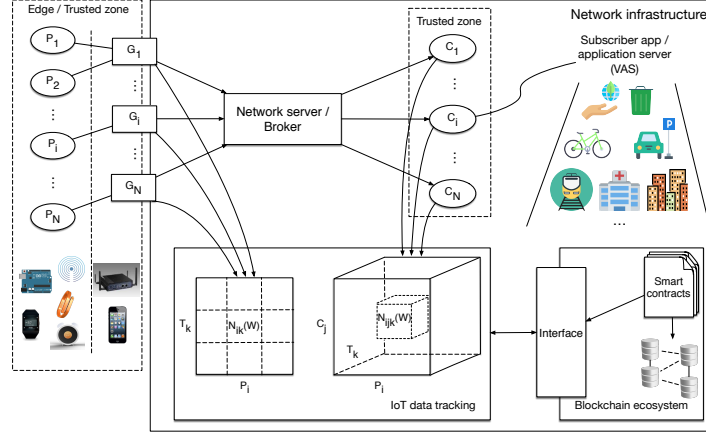 Edge / Trusted zone
Trusted zone
Network infrastructure
P1
P2
⋮
Pi
⋮
PN
G1
⋮
Gi
⋮
GN
Network server /
Broker
C1
⋮
Ci
⋮
CN
Subscriber app /
application server
(VAS)
P
...
Tk
Nik(W)
Pi
Cj
Nijk(W)
Tk
Pi
IoT data tracking
Interface
Smart
contracts
Blockchain ecosystem